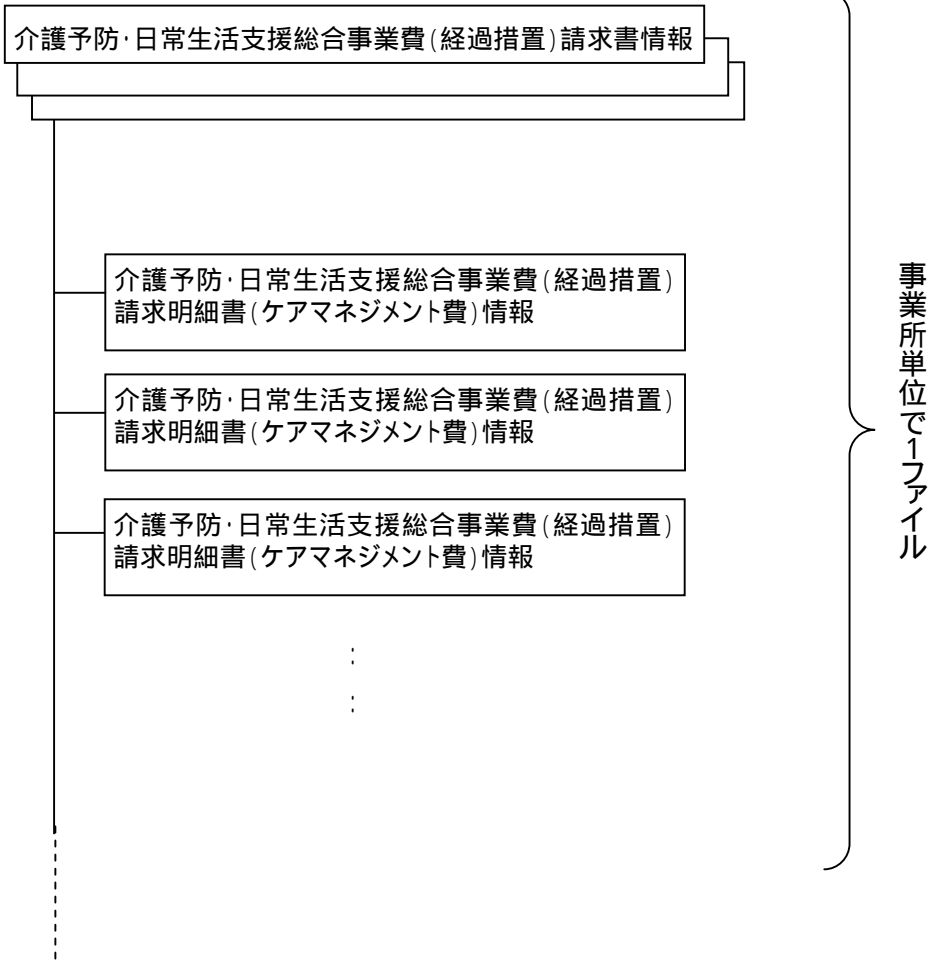 介護予防･日常生活支援総合事業費(経過措置)請求書情報
介護予防･日常生活支援総合事業費(経過措置)
請求明細書(ケアマネジメント費)情報
介護予防･日常生活支援総合事業費(経過措置)
請求明細書(ケアマネジメント費)情報
介護予防･日常生活支援総合事業費(経過措置)
請求明細書(ケアマネジメント費)情報
:
:
事業所単位で1ファイル